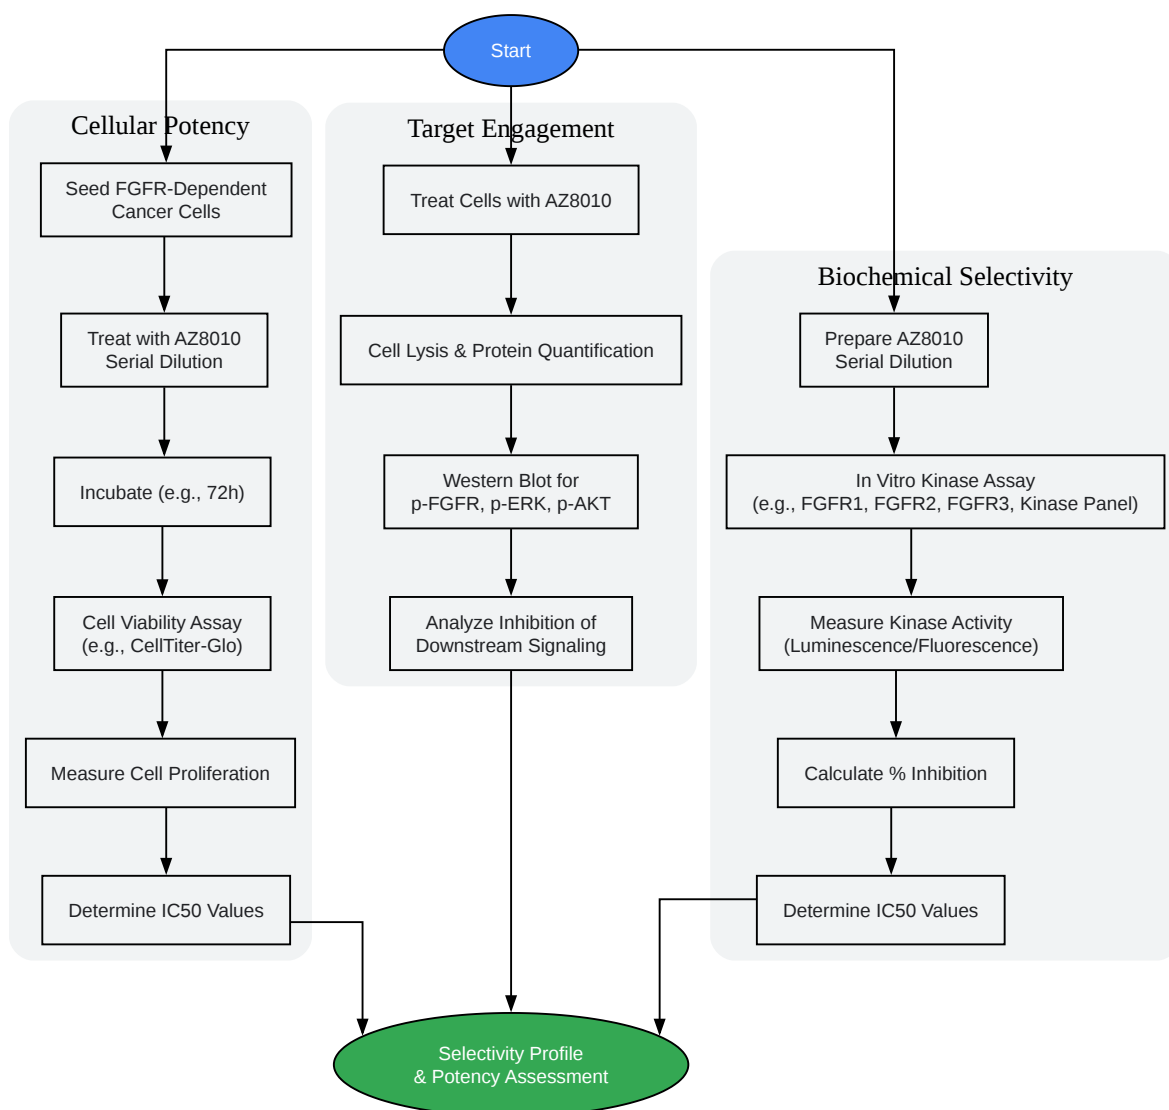 Start
Cellular Potency
Seed FGFR-Dependent
Cancer Cells
Treat with AZ8010
Serial Dilution
Incubate (e.g., 72h)
Cell Viability Assay
(e.g., CellTiter-Glo)
Measure Cell Proliferation
Determine IC50 Values
Target Engagement
Treat Cells with AZ8010
Cell Lysis & Protein Quantification
Western Blot for
p-FGFR, p-ERK, p-AKT
Analyze Inhibition of
Downstream Signaling
Biochemical Selectivity
Prepare AZ8010
Serial Dilution
In Vitro Kinase Assay
(e.g., FGFR1, FGFR2, FGFR3, Kinase Panel)
Measure Kinase Activity
(Luminescence/Fluorescence)
Calculate % Inhibition
Determine IC50 Values
Selectivity Profile
& Potency Assessment